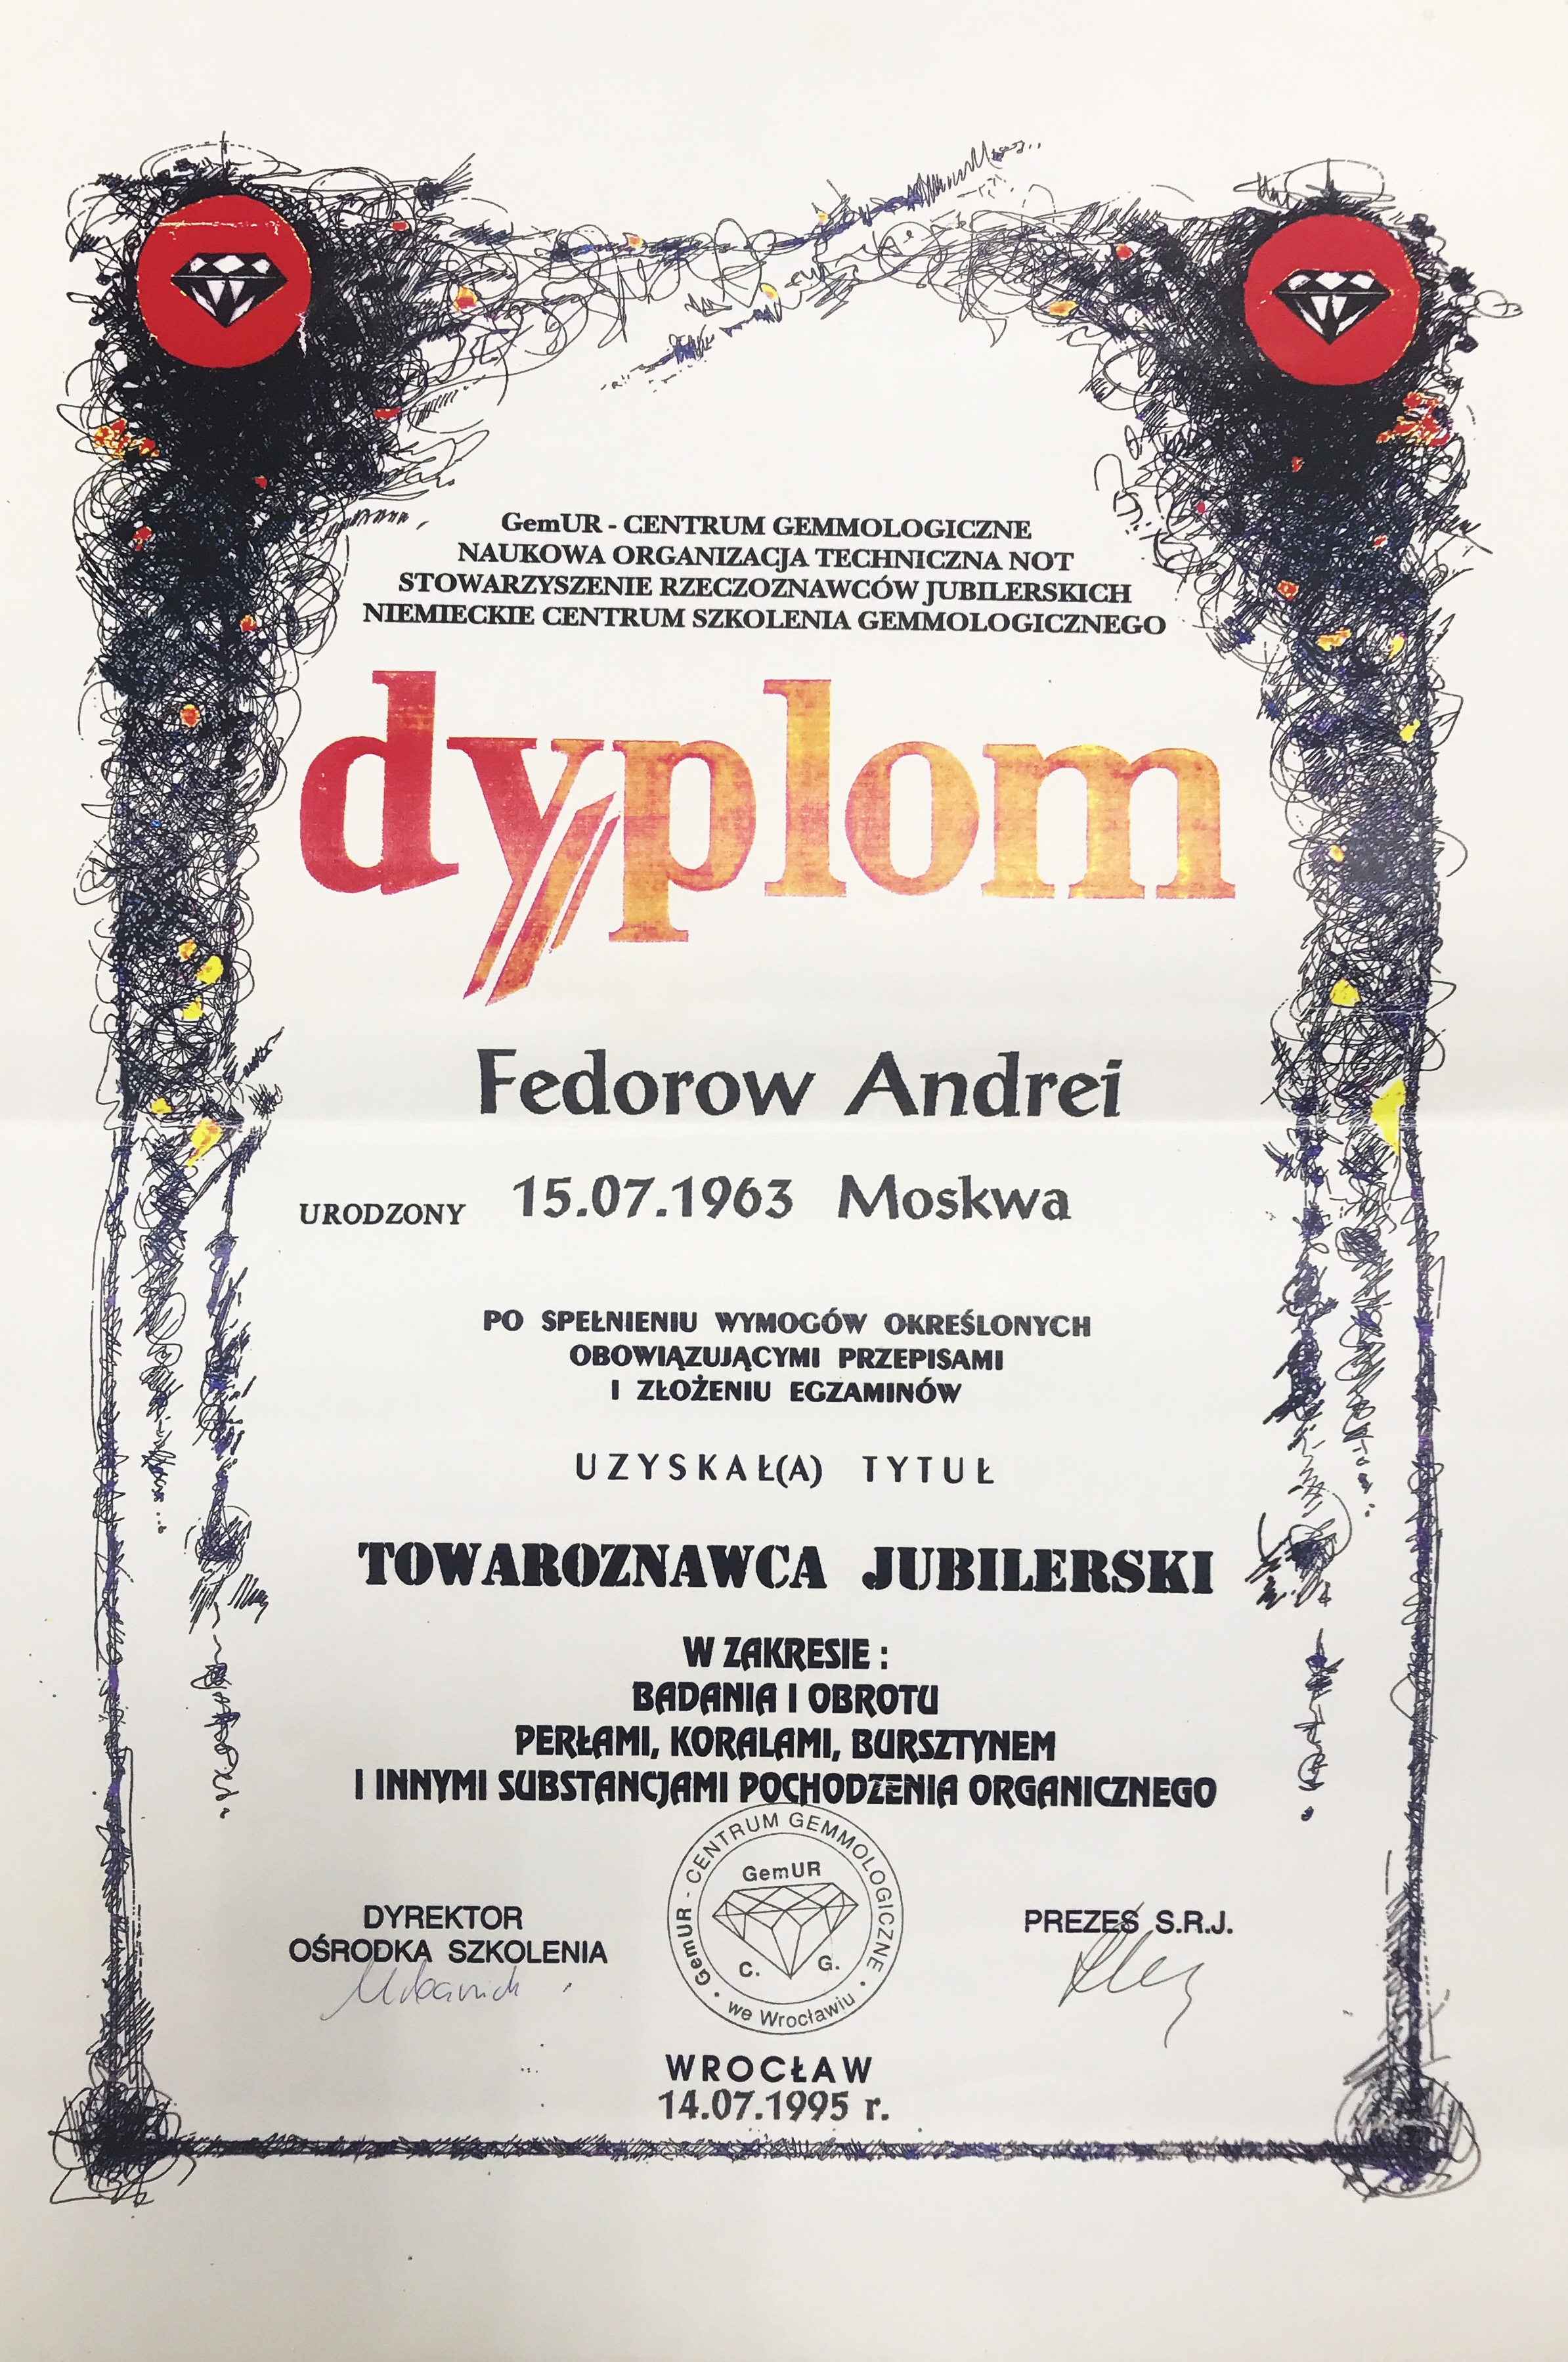 GemUR - CENTRUM GEMMOLOGICZNE
NAUKOWA ORGANIZACJA TECHNICZNA NOT
STOWARZYSZENIE RZECZOZNAWCÓW JUBILERSKICH
NIEMIECKIE CENTRUM SZKOLENIA GEMMOLOGICZNEGO
dyplom
Fedorow Andrei
URODZONY 15.07.1963 Moskwa
PO SPEŁNIENIU WYMOGÓW OKREŚLONYCH
OBOWIĄZUJĄCYMI PRZEPISAMI
I ZŁOŻENIU EGZAMINÓW
UZYSKAŁ(A) TYTUŁ
TOWAROZNAWCA JUBILERSKI
W ZAKRESIE :
BADANIA I OBROTU
PERŁAMI, KORALAMI, BURSZTYNEM
I INNYMI SUBSTANCJAMI POCHODZENIA ORGANICZNEGO
GemUR - CENTRUM GEMMOLOGICZNE
GemUR
C. G.
• we Wrocławiu •
DYREKTOR
OŚRODKA SZKOLENIA
PREZES S.R.J.
WROCŁAW
14.07.1995 r.